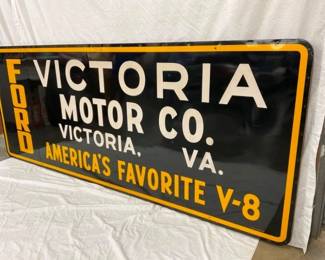 FORD
VICTORIA
MOTOR CO.
VICTORIA, VA.
AMERICA'S FAVORITE V-8